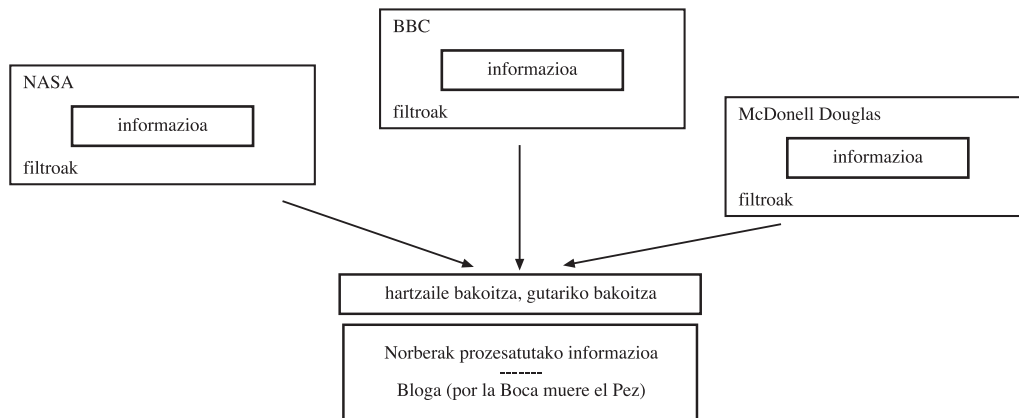 NASA
informazioa
filtroak
BBC
informazioa
filtroak
McDonell Douglas
informazioa
filtroak
hartzaile bakoitza, gutariko bakoitza
Norberak prozesatutako informazioa
-------
Bloga (por la Boca muere el Pez)